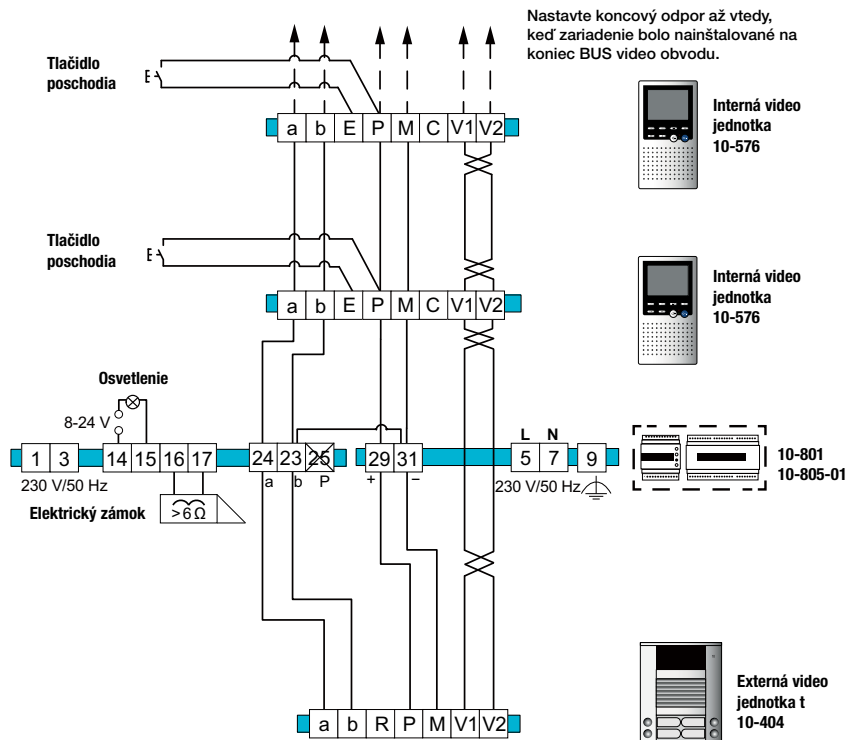 Nastavte koncový odpor až vtedy,
keď zariadenie bolo nainštalované na
koniec BUS video obvodu.
Tlačidlo
poschodia
a b E P M C V1 V2
Interná video
jednotka
10-576
Tlačidlo
poschodia
a b E P M C V1 V2
Interná video
jednotka
10-576
Osvetlenie
8-24 V
L N
1 3 14 15 16 17 24 23 25 29 31 5 7 9
a b P + −
230 V/50 Hz
230 V/50 Hz
10-801
10-805-01
Elektrický zámok
>6 Ω
a b R P M V1 V2
Externá video
jednotka t
10-404